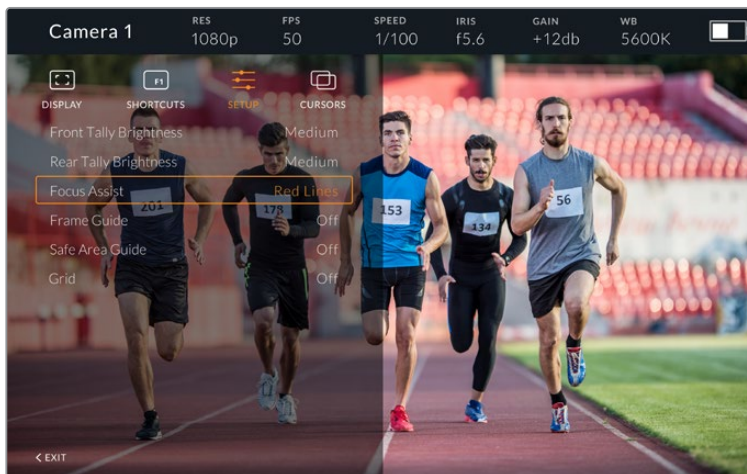 Camera 1
RES
1080p
FPS
50
SPEED
1/100
IRIS
f5.6
GAIN
+12db
WB
5600K
F1
DISPLAY
SHORTCUTS
SETUP
CURSORS
Front Tally Brightness Medium
Rear Tally Brightness Medium
Focus Assist Red Lines
Frame Guide Off
Safe Area Guide Off
Grid Off
201
178
153
134
56
< EXIT